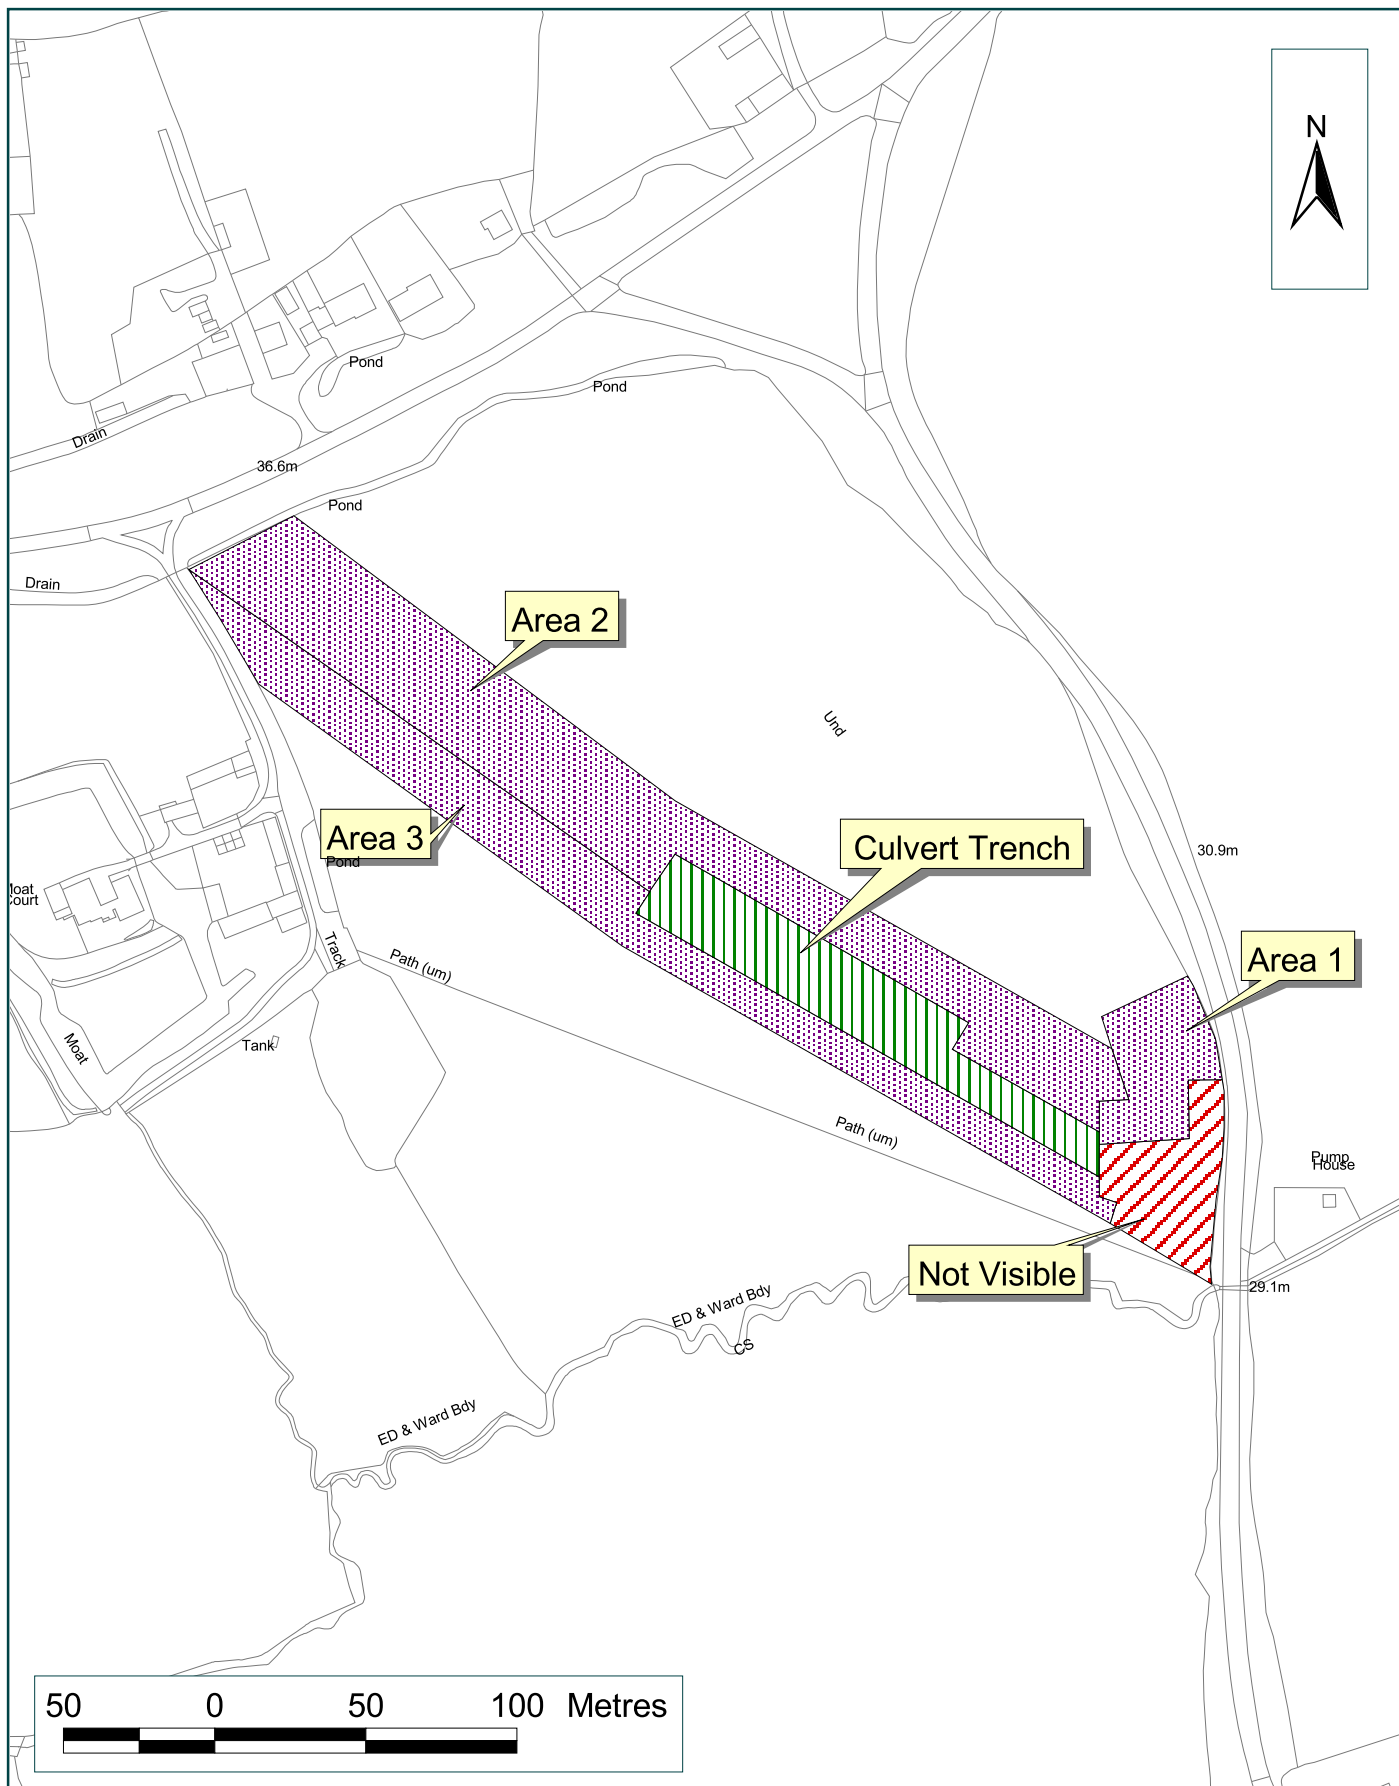 N
Pond
Pond
Drain
36.6m
Pond
Drain
Area 2
Und
Area 3
Pond
Culvert Trench
30.9m
Court
Track
Path (um)
Area 1
Moat
Tank
Path (um)
Pump
House
Not Visible
29.1m
ED & Ward Bdy
CS
ED & Ward Bdy
50 0 50 100 Metres